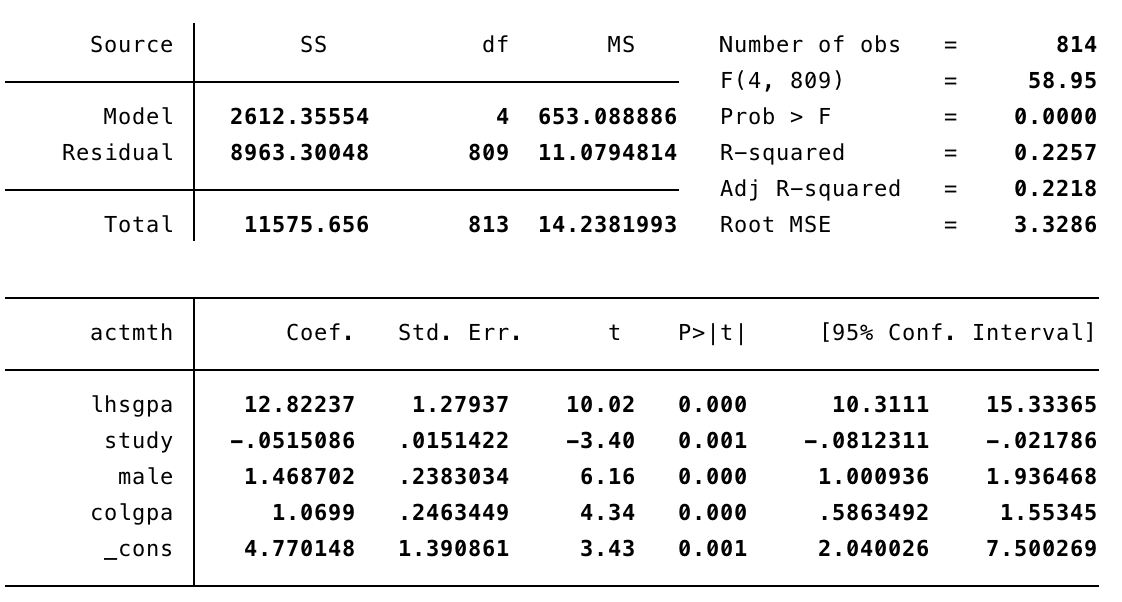 Source SS df MS Number of obs = 814
F(4, 809) = 58.95
Model 2612.35554 4 653.088886 Prob > F = 0.0000
Residual 8963.30048 809 11.0794814 R-squared = 0.2257
Adj R-squared = 0.2218
Total 11575.656 813 14.2381993 Root MSE = 3.3286
actmth Coef. Std. Err. t P>|t| [95% Conf. Interval]
lhsgpa 12.82237 1.27937 10.02 0.000 10.3111 15.33365
study -.0515086 .0151422 -3.40 0.001 -.0812311 -.021786
male 1.468702 .2383034 6.16 0.000 1.000936 1.936468
colgpa 1.0699 .2463449 4.34 0.000 .5863492 1.55345
_cons 4.770148 1.390861 3.43 0.001 2.040026 7.500269